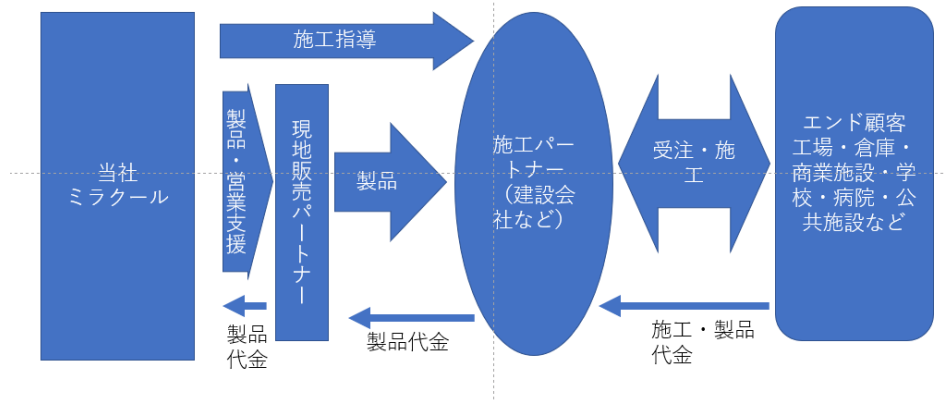 当社
ミラクール
施工指導
製品・営業支援
現地販売パートナー
製品
施工パー
トナー
（建設会
社など）
受注・施
工
エンド顧客
工場・倉庫・
商業施設・学
校・病院・公
共施設など
製品
代金
製品代金
施工・製品
代金